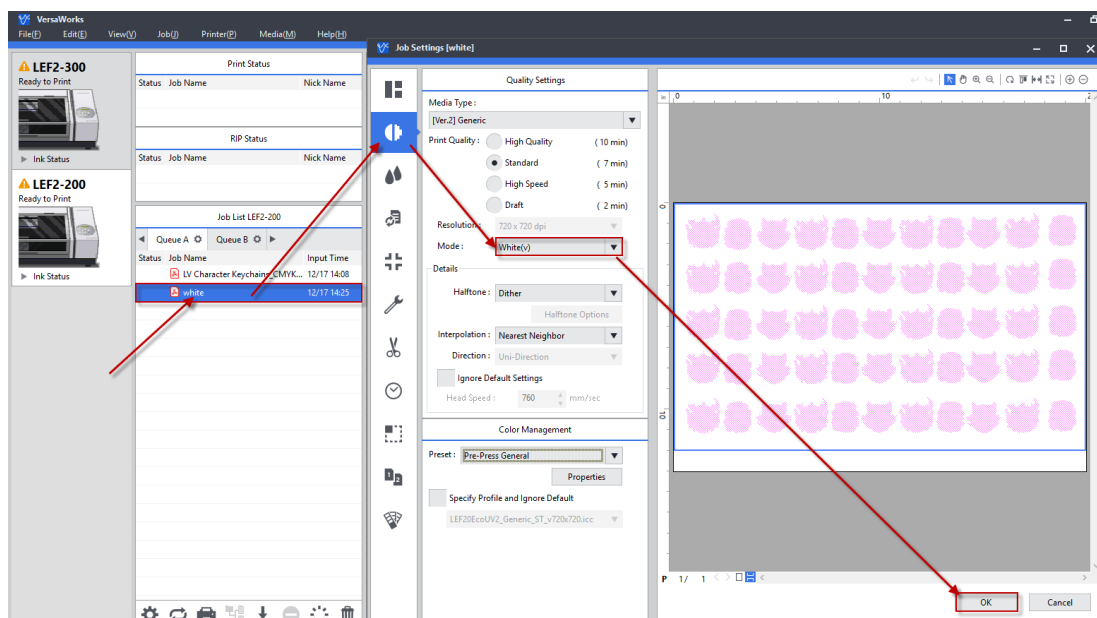 VersaWorks
File(F) Edit(E) View(V) Job(J) Printer(P) Media(M) Help(H)
LEF2-300
Ready to Print
Ink Status
LEF2-200
Ready to Print
Ink Status
Print Status
Status Job Name Nick Name
RIP Status
Status Job Name Nick Name
Job List LEF2-200
Queue A Queue B
Status Job Name Input Time
LV Character Keychains_CMYK... 12/17 14:08
white 12/17 14:25
Job Settings [white]
Quality Settings
Media Type :
[Ver.2] Generic
Print Quality : High Quality ( 10 min)
Standard ( 7 min)
High Speed ( 5 min)
Draft ( 2 min)
Resolution : 720 x 720 dpi
Mode : White(v)
Details
Halftone : Dither
Halftone Options
Interpolation : Nearest Neighbor
Direction : Uni-Direction
Ignore Default Settings
Head Speed : 760 mm/sec
Color Management
Preset : Pre-Press General
Properties
Specify Profile and Ignore Default
LEF20EcoUV2_Generic_ST_v720x720.icc
in 0 10
0
10
P 1/ 1
OK Cancel